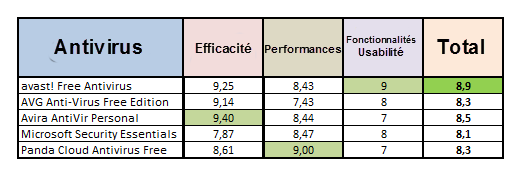 Antivirus Efficacité Performances Fonctionnalités Usabilité Total
avast! Free Antivirus 9,25 8,43 9 8,9
AVG Anti-Virus Free Edition 9,14 7,43 8 8,3
Avira AntiVir Personal 9,40 8,44 7 8,5
Microsoft Security Essentials 7,87 8,47 8 8,1
Panda Cloud Antivirus Free 8,61 9,00 7 8,3